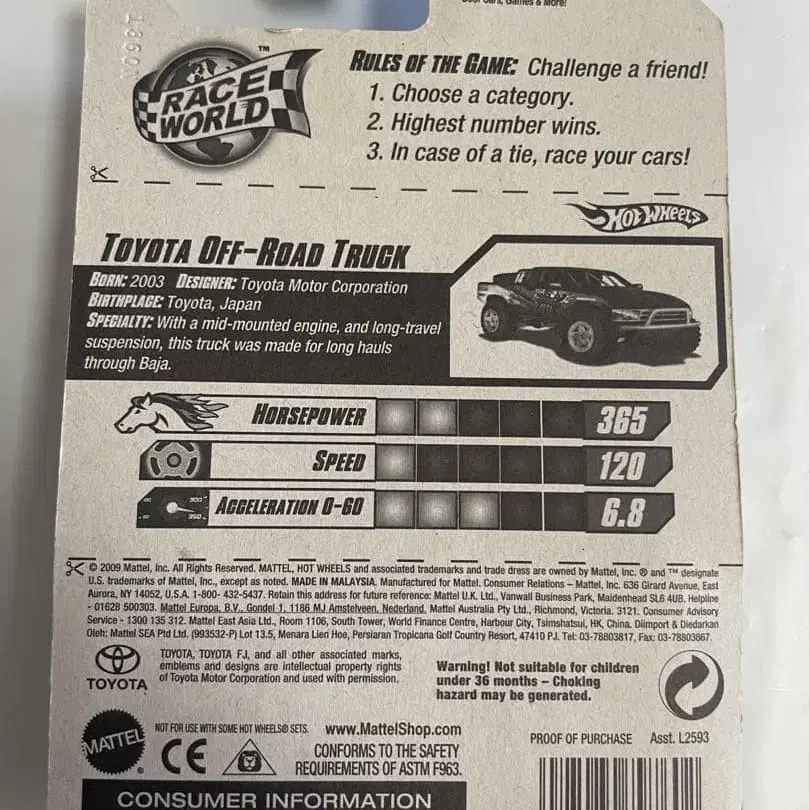 Cool Cars, Games & More!
RACE WORLD ™
RULES OF THE GAME: Challenge a friend!
1. Choose a category.
2. Highest number wins.
3. In case of a tie, race your cars!
HOT WHEELS
TOYOTA OFF-ROAD TRUCK
BORN: 2003 DESIGNER: Toyota Motor Corporation
BIRTHPLACE: Toyota, Japan
SPECIALTY: With a mid-mounted engine, and long-travel
suspension, this truck was made for long hauls
through Baja.
HORSEPOWER 365
SPEED 120
ACCELERATION 0-60 6.8
© 2009 Mattel, Inc. All Rights Reserved. MATTEL, HOT WHEELS and associated trademarks and trade dress are owned by Mattel, Inc. ® and ™ designate
U.S. trademarks of Mattel, Inc., except as noted. MADE IN MALAYSIA. Manufactured for Mattel. Consumer Relations – Mattel, Inc. 636 Girard Avenue, East
Aurora, NY 14052, U.S.A. 1-800- 432-5437. Retain this address for future reference: Mattel U.K. Ltd., Vanwall Business Park, Maidenhead SL6 4UB. Helpline
- 01628 500303. Mattel Europa, B.V., Gondel 1, 1186 MJ Amstelveen, Nederland. Mattel Australia Pty Ltd., Richmond, Victoria. 3121. Consumer Advisory
Service - 1300 135 312. Mattel East Asia Ltd., Room 1106, South Tower, World Finance Centre, Harbour City, Tsimshatsui, HK, China. Diimport & Diedarkan
Oleh: Mattel SEA Ptd Ltd. (993532-P) Lot 13.5, Menara Lien Hoe, Persiaran Tropicana Golf Country Resort, 47410 PJ. Tel: 03-78803817, Fax: 03-78803867.
TOYOTA
TOYOTA, TOYOTA FJ, and all other associated marks,
emblems and designs are intellectual property rights
of Toyota Motor Corporation and used with permission.
Warning! Not suitable for children
under 36 months – Choking
hazard may be generated.
MATTEL ®
NOT FOR USE WITH SOME HOT WHEELS® SETS.
CE
www.MattelShop.com
CONFORMS TO THE SAFETY
REQUIREMENTS OF ASTM F963.
PROOF OF PURCHASE Asst. L2593
CONSUMER INFORMATION